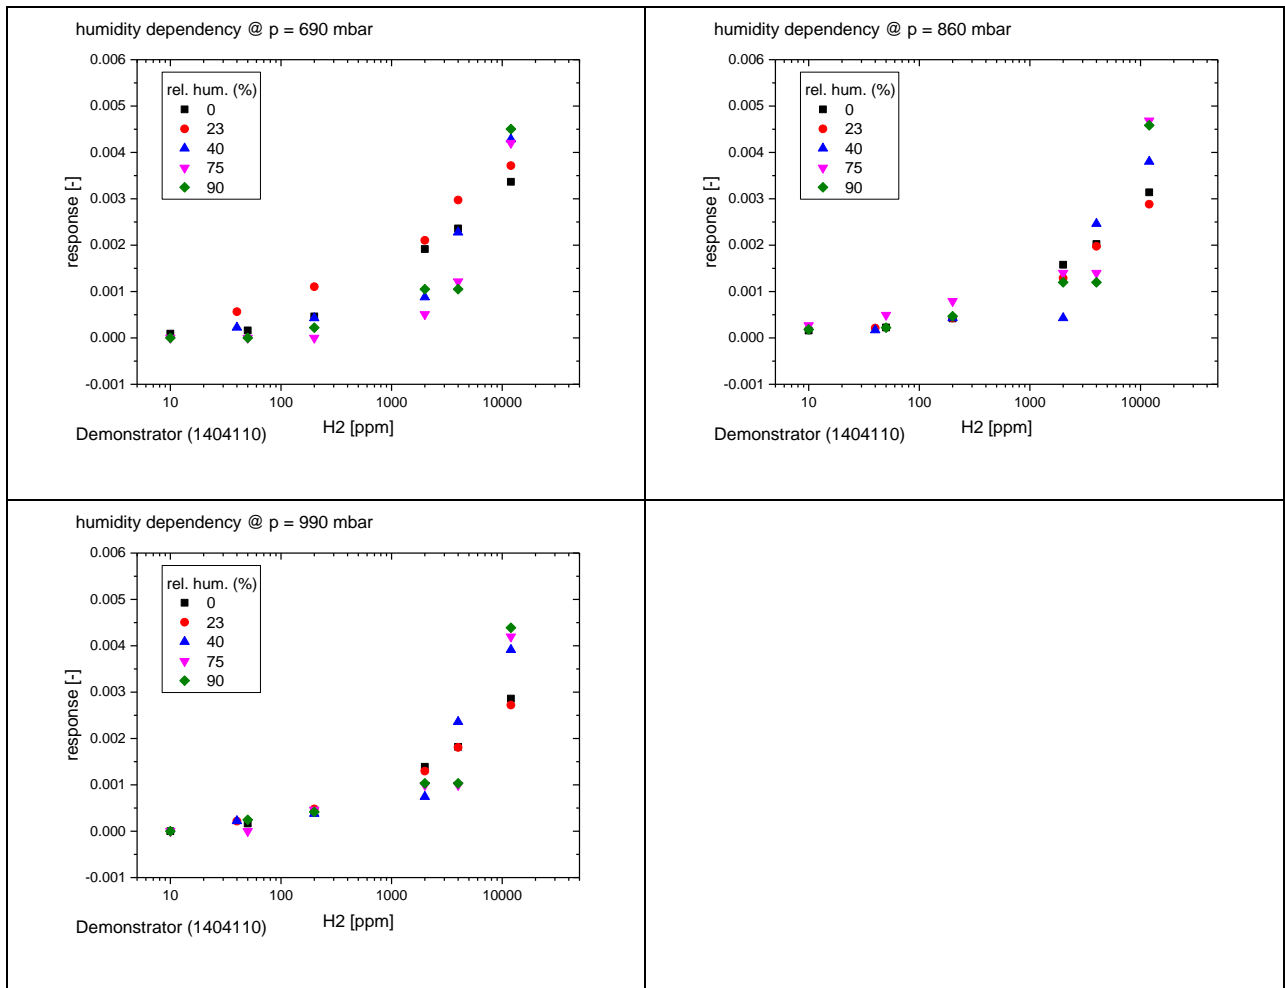 humidity dependency @ p = 690 mbar
0.006
0.005
0.004
0.003
0.002
0.001
0.000
-0.001
response [-]
rel. hum. (%)
0
23
40
75
90
10 100 1000 10000
H2 [ppm]
Demonstrator (1404110)
humidity dependency @ p = 860 mbar
0.006
0.005
0.004
0.003
0.002
0.001
0.000
-0.001
response [-]
rel. hum. (%)
0
23
40
75
90
10 100 1000 10000
H2 [ppm]
Demonstrator (1404110)
humidity dependency @ p = 990 mbar
0.006
0.005
0.004
0.003
0.002
0.001
0.000
-0.001
response [-]
rel. hum. (%)
0
23
40
75
90
10 100 1000 10000
H2 [ppm]
Demonstrator (1404110)